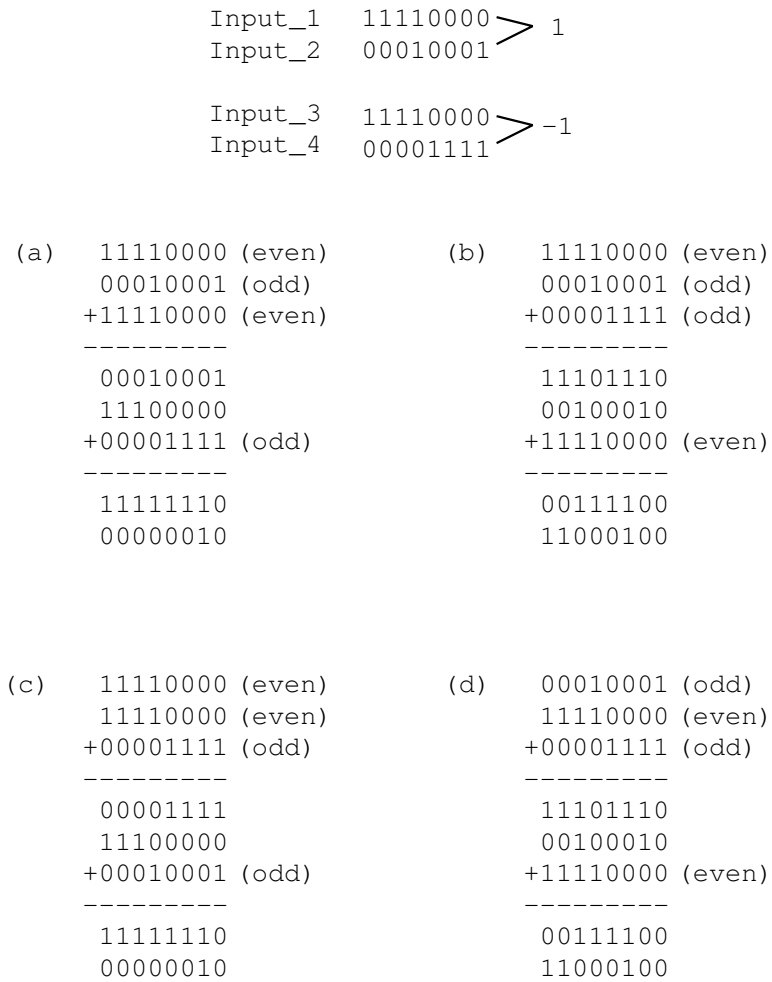 Input_1 11110000
Input_2 00010001
1
Input_3 11110000
Input_4 00001111
-1
(a) 11110000 (even)
00010001 (odd)
+11110000 (even)
---------
00010001
11100000
+00001111 (odd)
---------
11111110
00000010
(b) 11110000 (even)
00010001 (odd)
+00001111 (odd)
---------
11101110
00100010
+11110000 (even)
---------
00111100
11000100
(c) 11110000 (even)
11110000 (even)
+00001111 (odd)
---------
00001111
11100000
+00010001 (odd)
---------
11111110
00000010
(d) 00010001 (odd)
11110000 (even)
+00001111 (odd)
---------
11101110
00100010
+11110000 (even)
---------
00111100
11000100